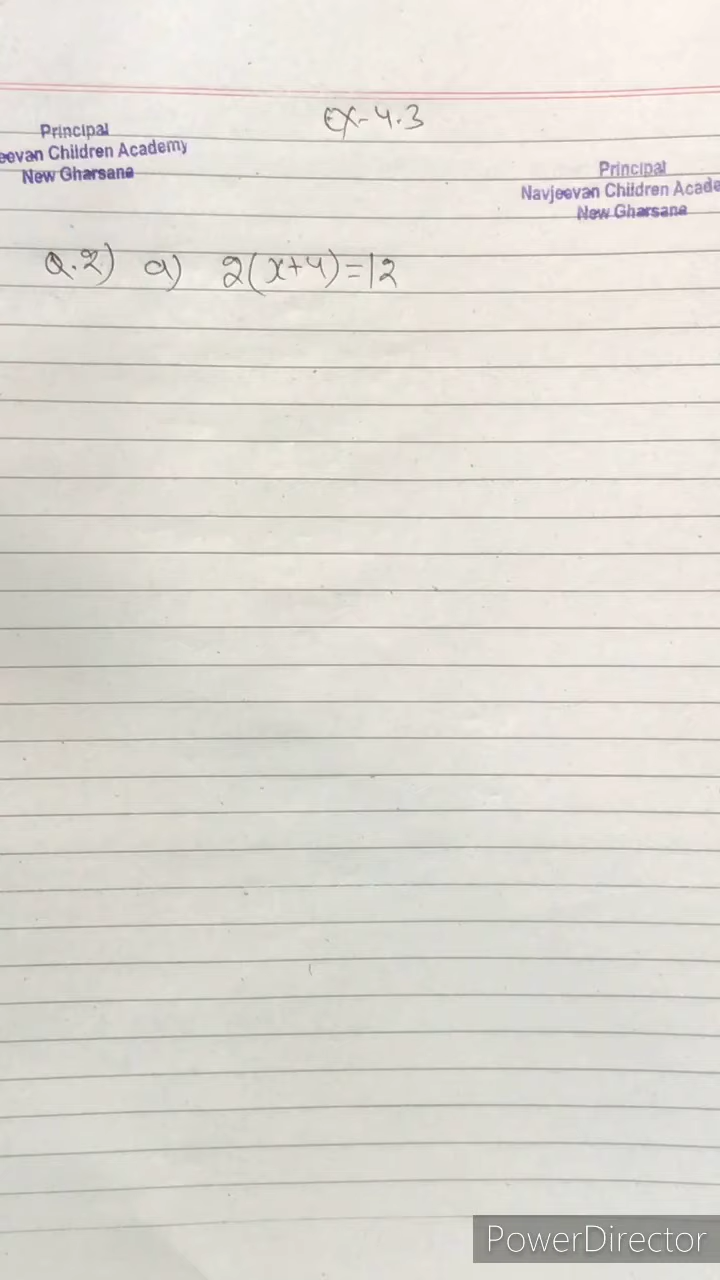 EX-4.3
Principal
eevan Children Academy
New Gharsana
Principal
Navjeevan Children Acade
New Gharsana
Q.2) a) 2(x+4)=12
PowerDirector